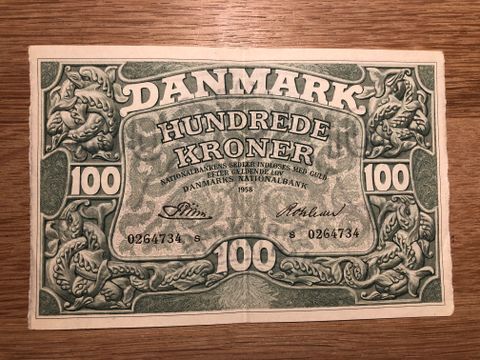 DANMARK
HUNDREDE
KRONER
NATIONALBANKENS SEDLER INDLØSES MED GULD
EFTER GÆLDENDE LOV
DANMARKS NATIONALBANK
1958
100 100
0264734 S S 0264734
100